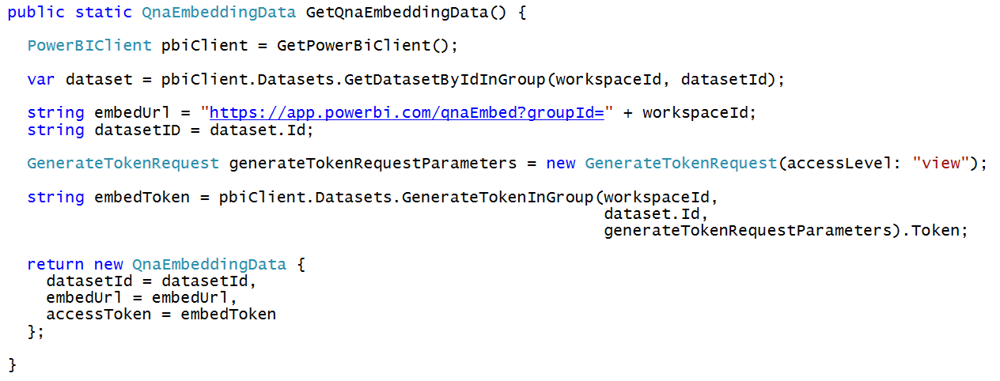 public static QnaEmbeddingData GetQnaEmbeddingData() {
PowerBIClient pbiClient = GetPowerBiClient();
var dataset = pbiClient.Datasets.GetDatasetByIdInGroup(workspaceId, datasetId);
string embedUrl = "https://app.powerbi.com/qnaEmbed?groupId=" + workspaceId;
string datasetID = dataset.Id;
GenerateTokenRequest generateTokenRequestParameters = new GenerateTokenRequest(accessLevel: "view");
string embedToken = pbiClient.Datasets.GenerateTokenInGroup(workspaceId,
dataset.Id,
generateTokenRequestParameters).Token;
return new QnaEmbeddingData {
datasetId = datasetId,
embedUrl = embedUrl,
accessToken = embedToken
};
}